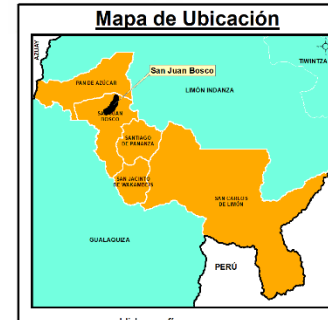 Mapa de Ubicación
AZUAY
TIWINTZA
San Juan Bosco
PAN DE AZÚCAR
LIMÓN INDANZA
SAN JUAN
BOSCO
SANTIAGO
DE PANANZA
SAN JACINTO
DE WAKAMBEIS
SAN CARLOS
DE LIMÓN
GUALAQUIZA
PERÚ